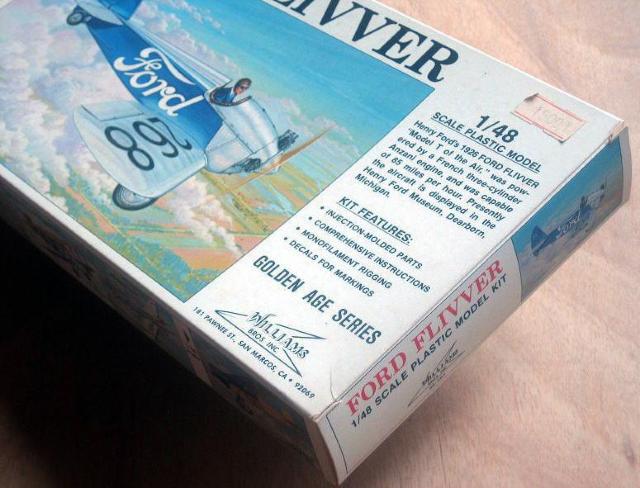 FLIVVER
Ford
268
1/48
SCALE PLASTIC MODEL
Henry Ford's 1926 FORD FLIVVER
"Model T of the Air," was pow-
ered by a French three-cylinder
Anzani engine, and was capable
of 85 miles per hour. Presently
the aircraft is displayed in the
Henry Ford Museum, Dearborn,
Michigan.
KIT FEATURES:
• INJECTION-MOLDED PARTS
• COMPREHENSIVE INSTRUCTIONS
• MONOFILAMENT RIGGING
• DECALS FOR MARKINGS
GOLDEN AGE SERIES
WILLIAMS
BROS. INC.
181 PAWNEE ST., SAN MARCOS, CA • 92069
Ford
FORD FLIVVER
1/48 SCALE PLASTIC MODEL KIT
WILLIAMS